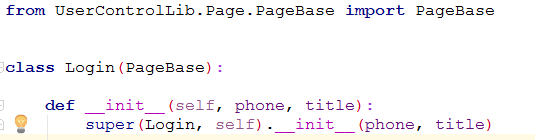 from UserControlLib.Page.PageBase import PageBase
class Login(PageBase):
def __init__(self, phone, title):
super(Login, self).__init__(phone, title)